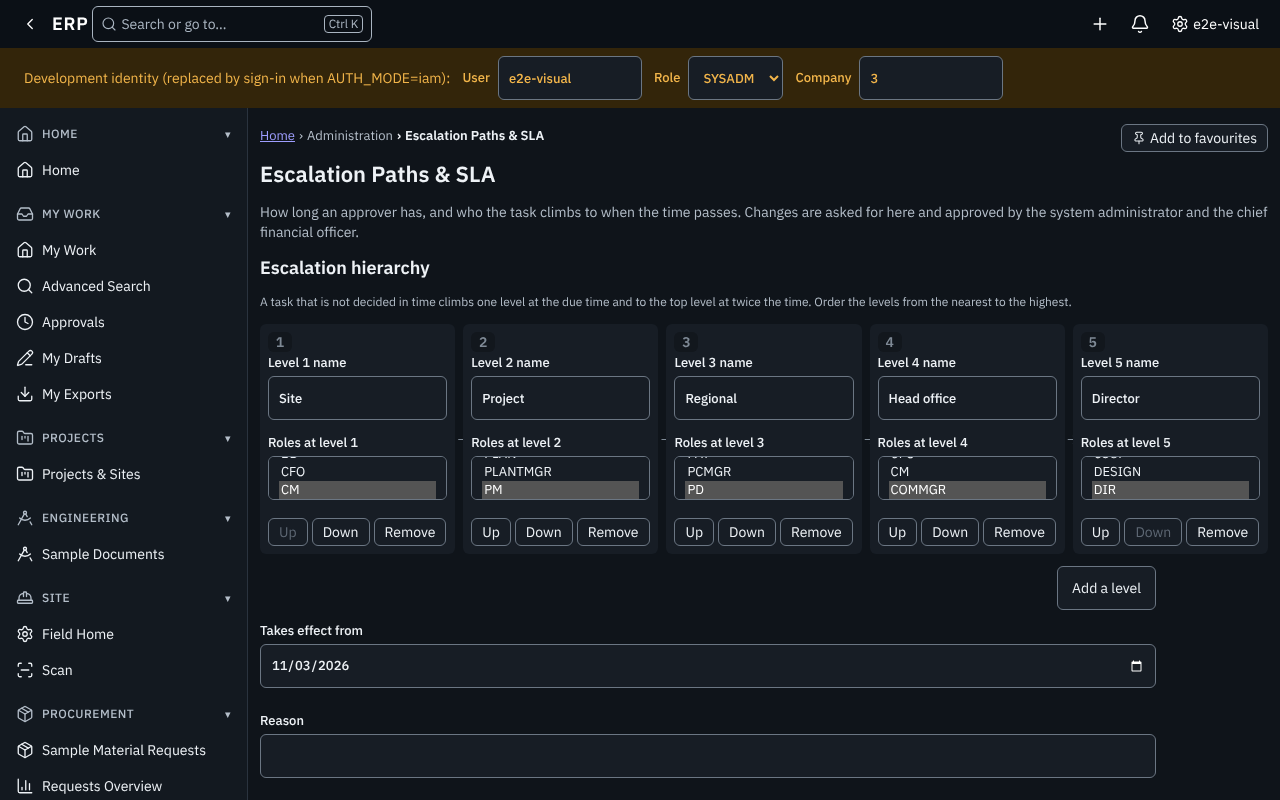 ERP
Search or go to...
Ctrl K
e2e-visual
Development identity (replaced by sign-in when AUTH_MODE=iam):
User
e2e-visual
Role
SYSADM
Company
3
HOME
Home
MY WORK
My Work
Advanced Search
Approvals
My Drafts
My Exports
PROJECTS
Projects & Sites
ENGINEERING
Sample Documents
SITE
Field Home
Scan
PROCUREMENT
Sample Material Requests
Requests Overview
Home › Administration › Escalation Paths & SLA
Add to favourites
Escalation Paths & SLA
How long an approver has, and who the task climbs to when the time passes. Changes are asked for here and approved by the system administrator and the chief
financial officer.
Escalation hierarchy
A task that is not decided in time climbs one level at the due time and to the top level at twice the time. Order the levels from the nearest to the highest.
1
Level 1 name
Site
Roles at level 1
CFO
CM
Up Down Remove
2
Level 2 name
Project
Roles at level 2
PLANTMGR
PM
Up Down Remove
3
Level 3 name
Regional
Roles at level 3
PCMGR
PD
Up Down Remove
4
Level 4 name
Head office
Roles at level 4
CM
COMMGR
Up Down Remove
5
Level 5 name
Director
Roles at level 5
DESIGN
DIR
Up Down Remove
Add a level
Takes effect from
11/03/2026
Reason